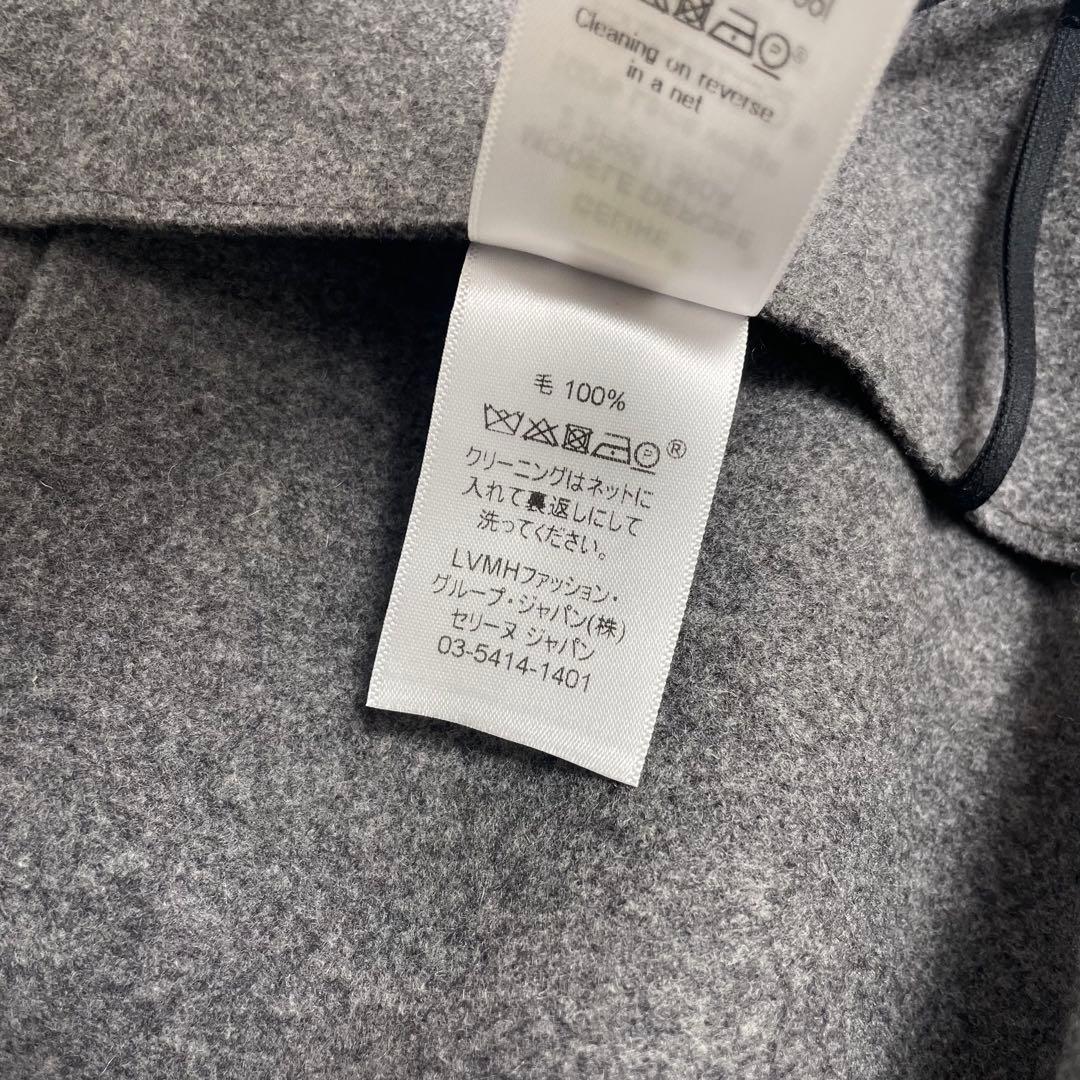 Cleaning on reverse
in a net
毛 100%
P ®
クリーニングはネットに
入れて裏返しにして
洗ってください。
LVMHファッション・
グループ・ジャパン(株)
セリーヌ ジャパン
03-5414-1401